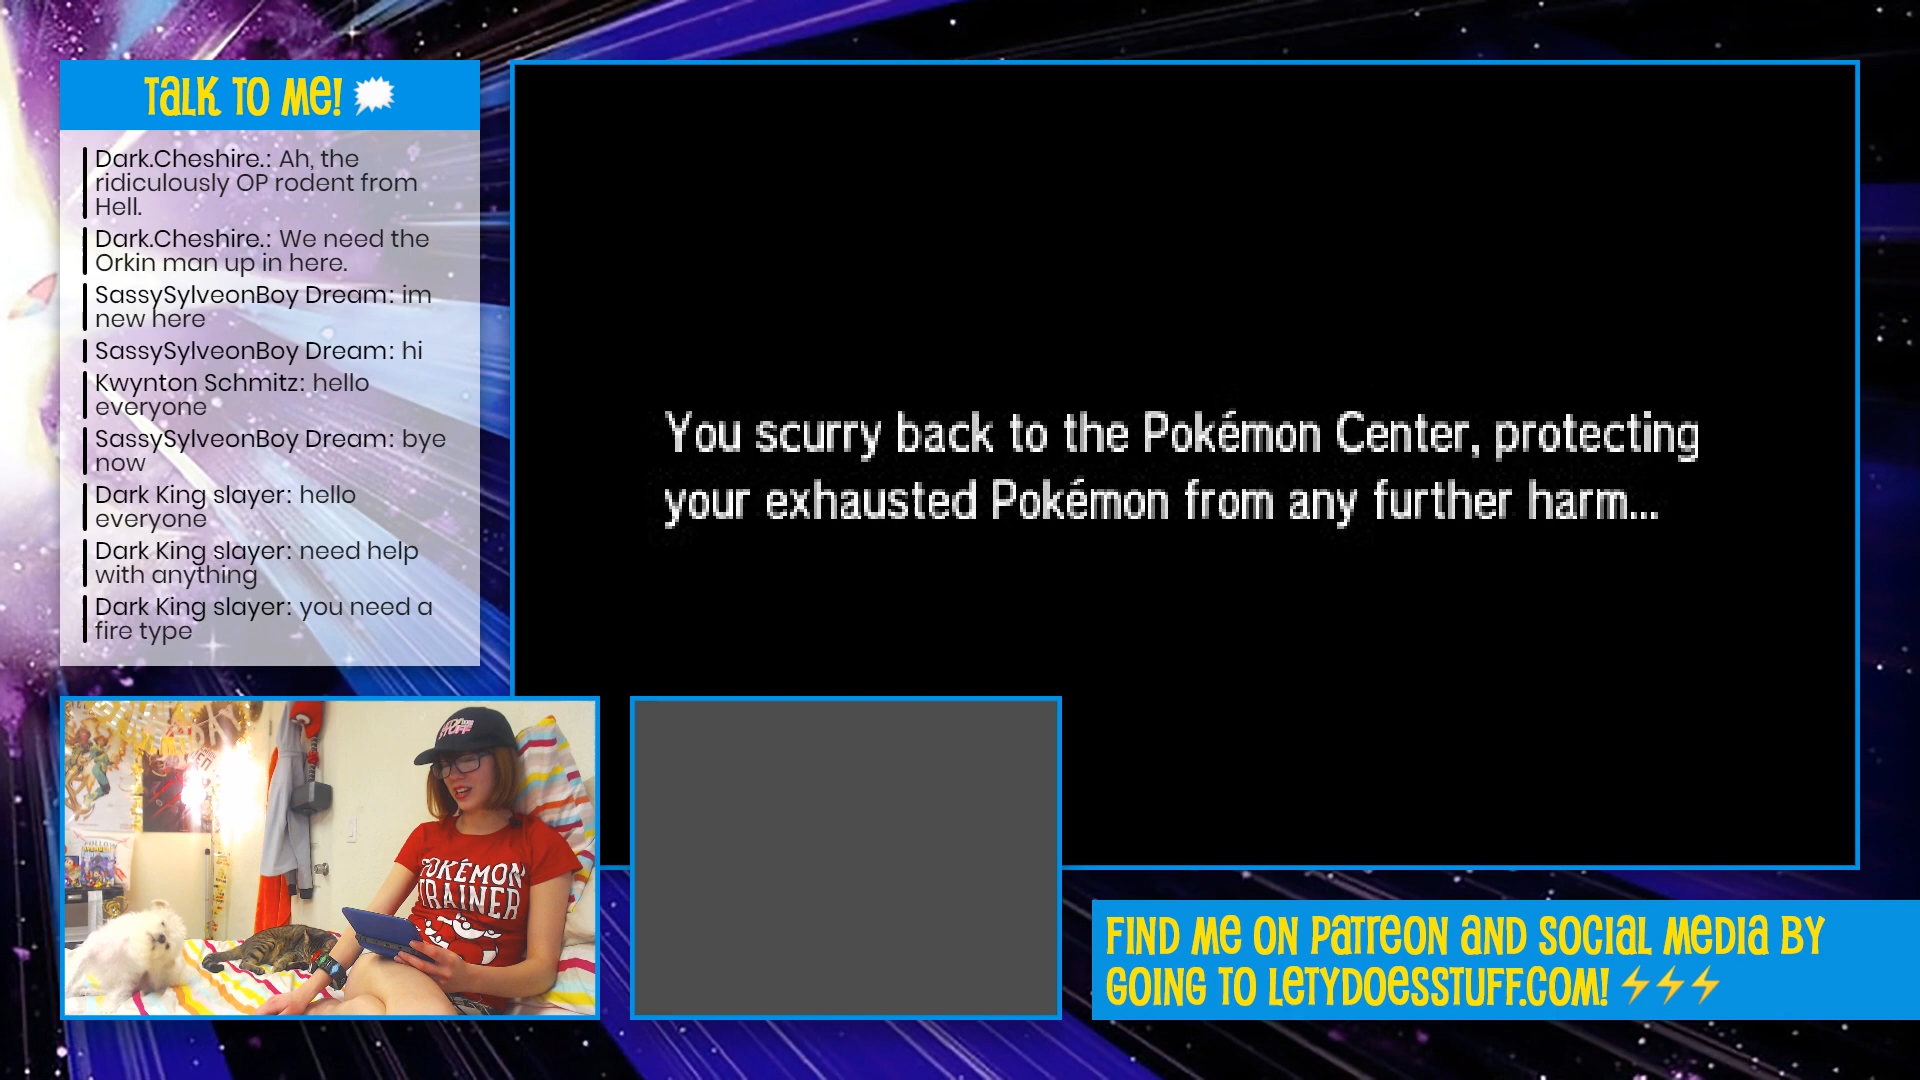 TALK TO ME!
Dark.Cheshire.: Ah, the
ridiculously OP rodent from
Hell.
Dark.Cheshire.: We need the
Orkin man up in here.
SassySylveonBoy Dream: im
new here
SassySylveonBoy Dream: hi
Kwynton Schmitz: hello
everyone
SassySylveonBoy Dream: bye
now
Dark King slayer: hello
everyone
Dark King slayer: need help
with anything
Dark King slayer: you need a
fire type
You scurry back to the Pokémon Center, protecting
your exhausted Pokémon from any further harm...
STUFF
POKÉMON
TRAINER
FIND ME ON PATREON AND SOCIAL MEDIA BY
GOING TO LETYDOESSTUFF.COM!